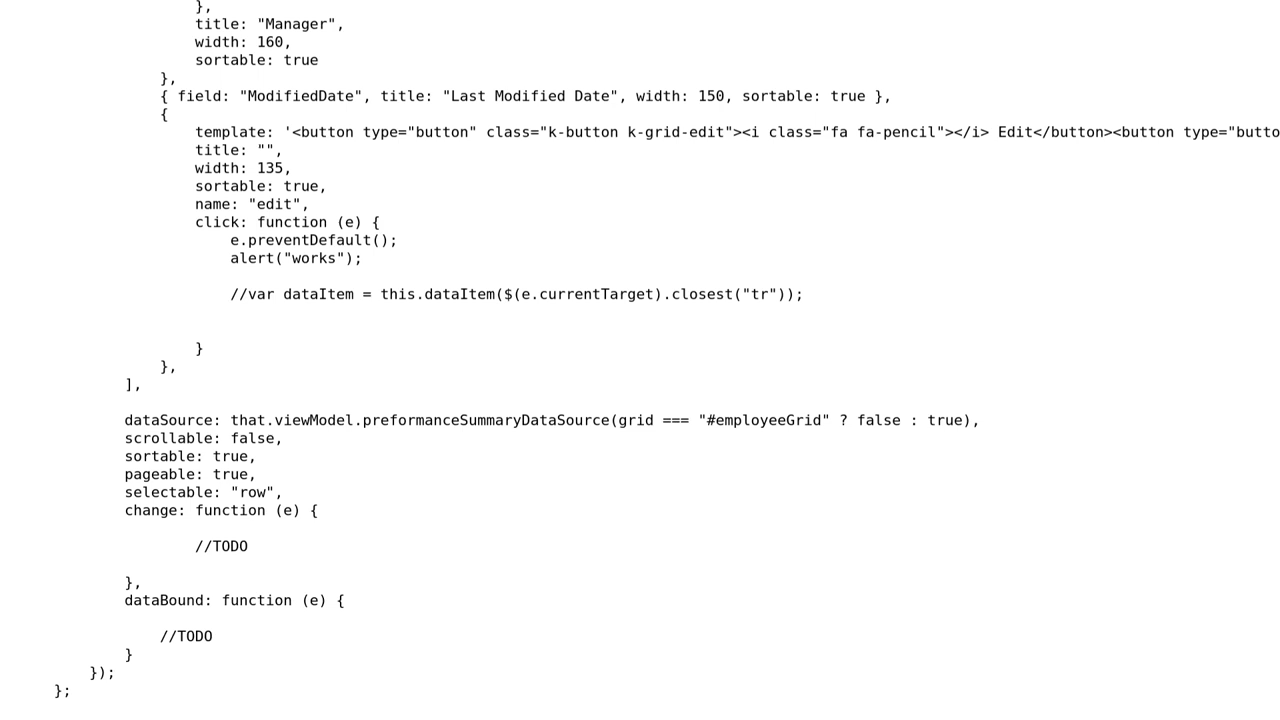 },
title: "Manager",
width: 160,
sortable: true
},
{ field: "ModifiedDate", title: "Last Modified Date", width: 150, sortable: true },
{
template: '<button type="button" class="k-button k-grid-edit"><i class="fa fa-pencil"></i> Edit</button><button type="butto
title: "",
width: 135,
sortable: true,
name: "edit",
click: function (e) {
e.preventDefault();
alert("works");
//var dataItem = this.dataItem($(e.currentTarget).closest("tr"));
}
},
],
dataSource: that.viewModel.preformanceSummaryDataSource(grid === "#employeeGrid" ? false : true),
scrollable: false,
sortable: true,
pageable: true,
selectable: "row",
change: function (e) {
//TODO
},
dataBound: function (e) {
//TODO
}
});
};